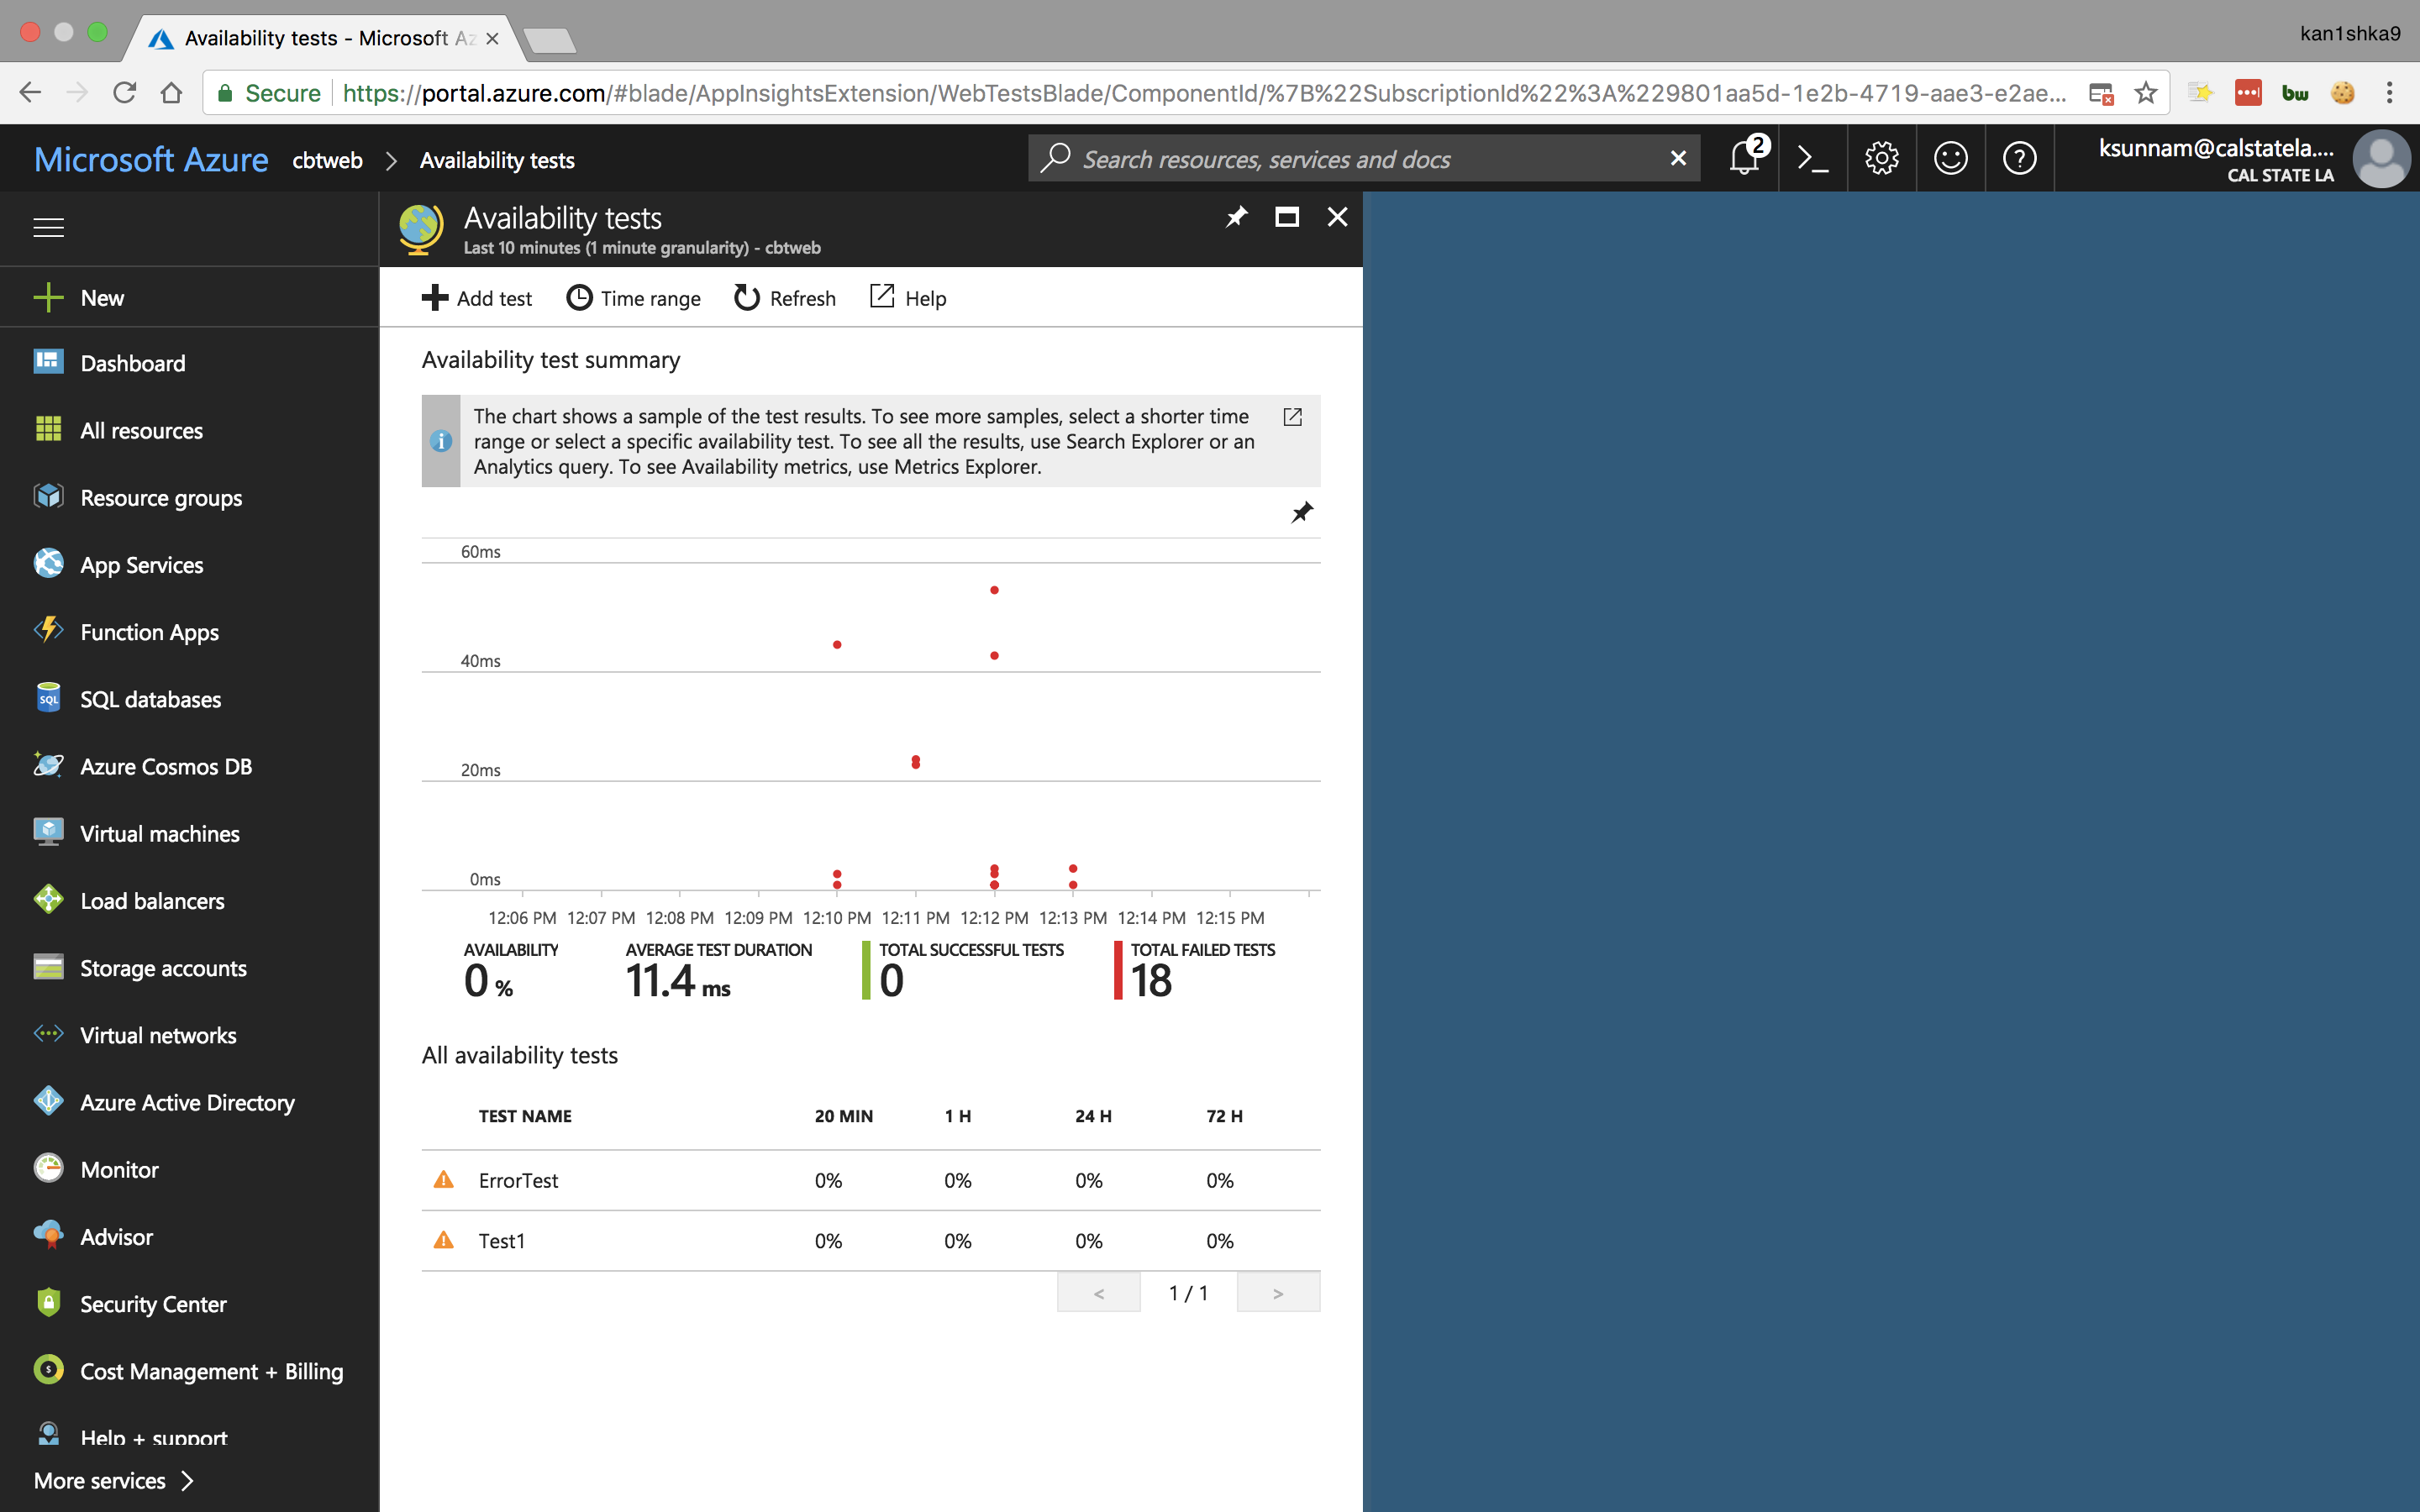 Availability tests - Microsoft Az
kan1shka9
Secure https://portal.azure.com/#blade/AppInsightsExtension/WebTestsBlade/ComponentId/%7B%22SubscriptionId%22%3A%229801aa5d-1e2b-4719-aae3-e2ae...
bw
Microsoft Azure cbtweb > Availability tests
Search resources, services and docs
2
ksunnam@calstatela....
CAL STATE LA
Availability tests
Last 10 minutes (1 minute granularity) - cbtweb
New
Dashboard
All resources
Resource groups
App Services
Function Apps
SQL
SQL databases
Azure Cosmos DB
Virtual machines
Load balancers
Storage accounts
Virtual networks
Azure Active Directory
Monitor
Advisor
Security Center
Cost Management + Billing
Help + support
More services >
Add test Time range Refresh Help
Availability test summary
The chart shows a sample of the test results. To see more samples, select a shorter time
range or select a specific availability test. To see all the results, use Search Explorer or an
Analytics query. To see Availability metrics, use Metrics Explorer.
60ms
40ms
20ms
0ms
12:06 PM 12:07 PM 12:08 PM 12:09 PM 12:10 PM 12:11 PM 12:12 PM 12:13 PM 12:14 PM 12:15 PM
AVAILABILITY AVERAGE TEST DURATION TOTAL SUCCESSFUL TESTS TOTAL FAILED TESTS
0 % 11.4 ms 0 18
All availability tests
TEST NAME 20 MIN 1 H 24 H 72 H
ErrorTest 0% 0% 0% 0%
Test1 0% 0% 0% 0%
< 1 / 1 >